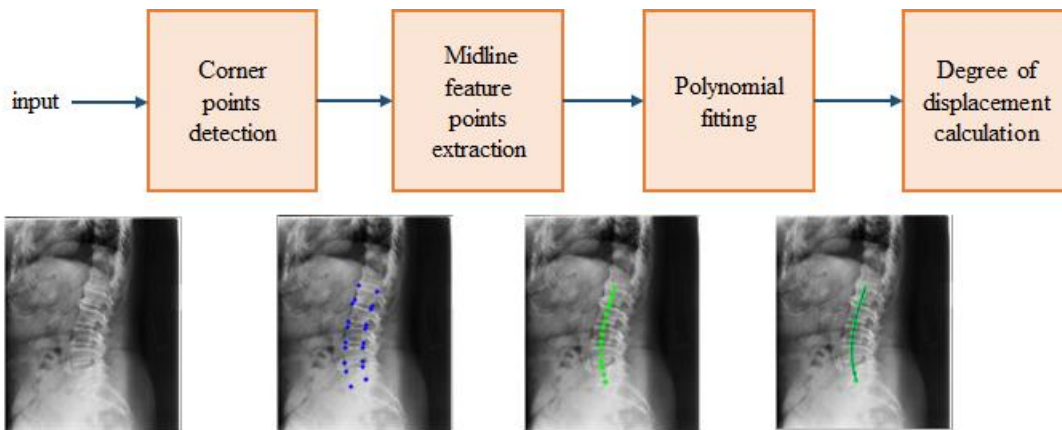 input
Corner
points
detection
Midline
feature
points
extraction
Polynomial
fitting
Degree of
displacement
calculation